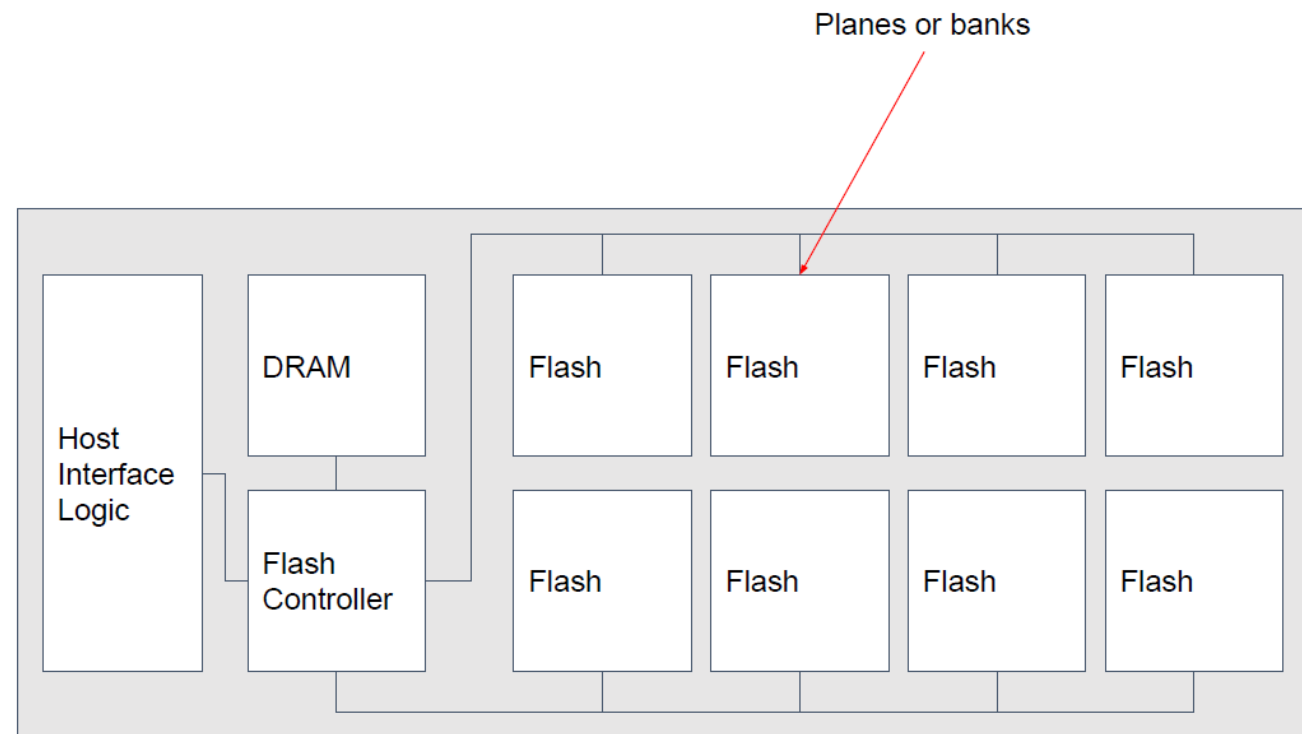 Planes or banks
DRAM
Flash
Flash
Flash
Flash
Host
Interface
Logic
Flash
Controller
Flash
Flash
Flash
Flash